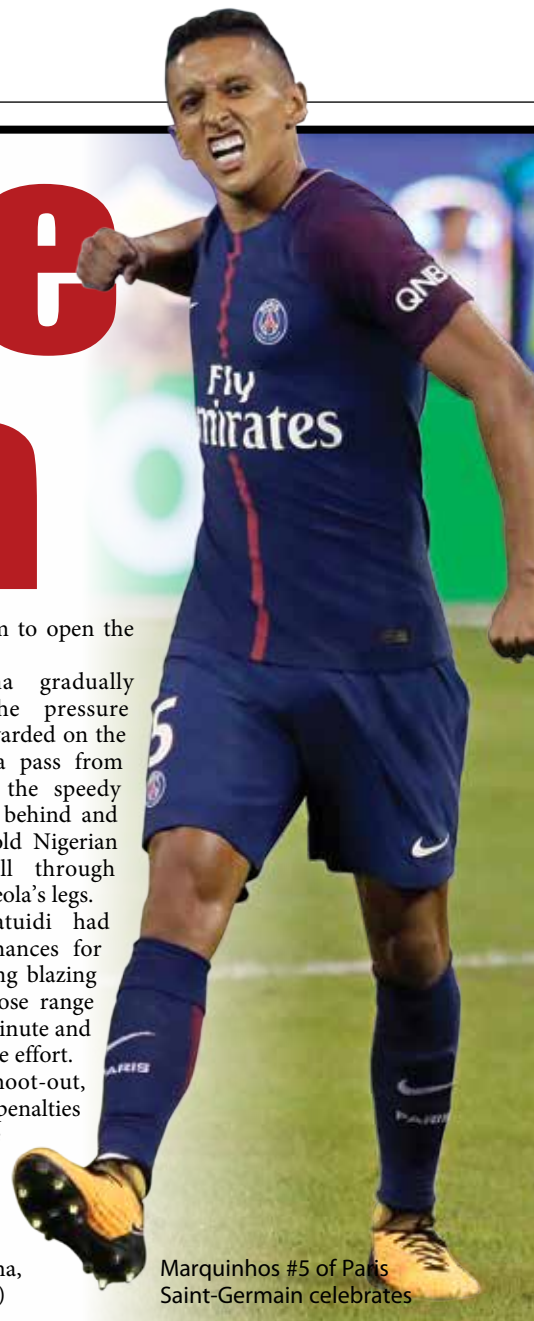 e
QNB
Fly
mirates
n
n to open the
na gradually
he pressure
arded on the
a pass from
the speedy
behind and
old Nigerian
ll through
eola's legs.
atuidi had
hances for
ng blazing
ose range
inute and
e effort.
hoot-out,
penalties
5
ARIS
PARIS
na,
)
Marquinhos #5 of Paris
Saint-Germain celebrates